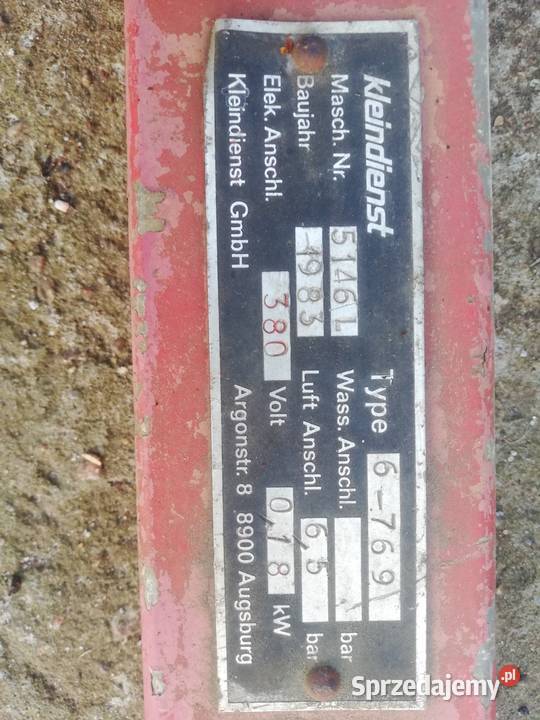 kleindienst Type 6-769
Masch. Nr. 5146L Wass. Anschl. bar
Baujahr 1983 Luft Anschl. 6,5 bar
Elek. Anschl. 380 Volt 0,18 kW
Kleindienst GmbH Argonstr. 8 8900 Augsburg
Sprzedajemy.pl